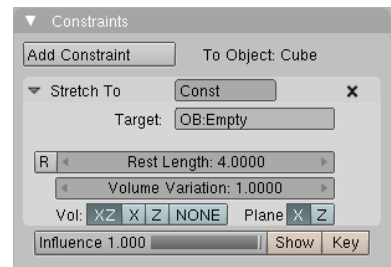 Constraints
Add Constraint To Object: Cube
Stretch To Const
Target: OB:Empty
R Rest Length: 4.0000
Volume Variation: 1.0000
Vol: XZ X Z NONE Plane X Z
Influence 1.000 Show Key